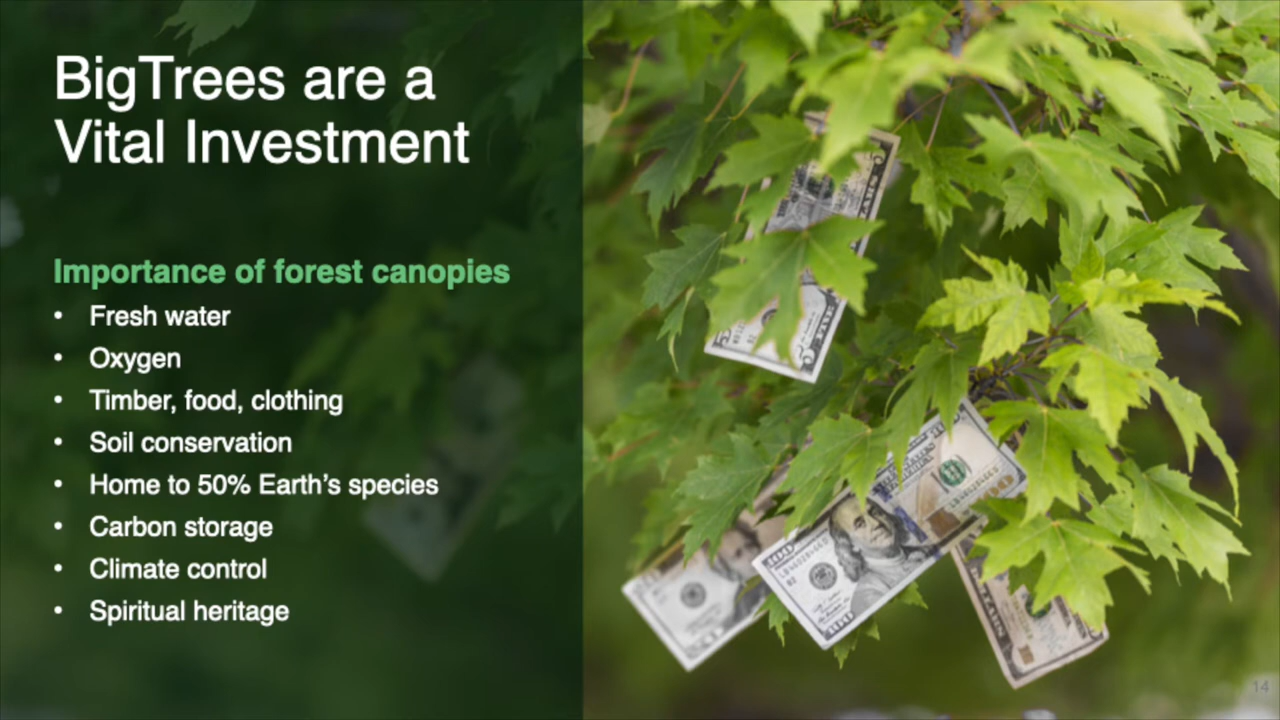 BigTrees are a
Vital Investment
Importance of forest canopies
• Fresh water
• Oxygen
• Timber, food, clothing
• Soil conservation
• Home to 50% Earth's species
• Carbon storage
• Climate control
• Spiritual heritage
14